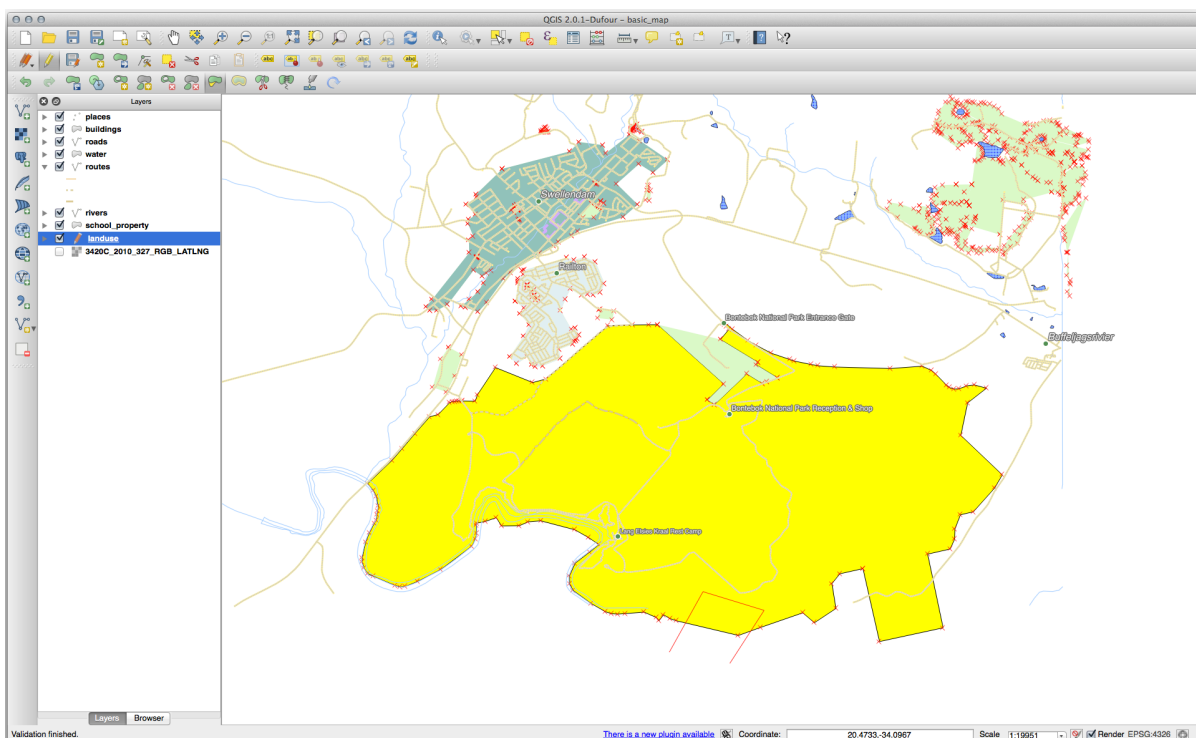 QGIS 2.0.1-Dufour - basic_map
Layers
places
buildings
roads
water
routes
rivers
school_property
landuse
3420C_2010_327_RGB_LATLNG
Swellendam
Railton
Bontebok National Park Entrance Gate
Buffeljagsrivier
Bontebok National Park Reception & Shop
Lang Elsies Kraal Rest Camp
Layers
Browser
Validation finished.
There is a new plugin available
Coordinate:
20.4733,-34.0967
Scale
1:19951
Render
EPSG:4326